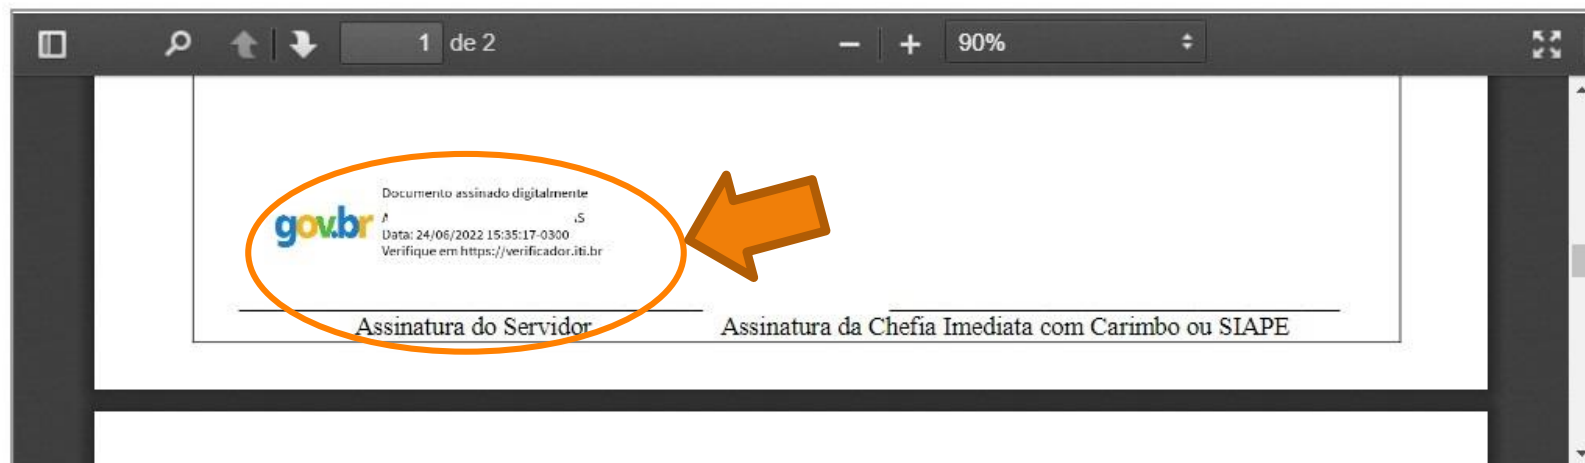 1 de 2
90%
Documento assinado digitalmente
gov.br
Data: 24/06/2022 15:35:17-0300
Verifique em https://verificador.iti.br
Assinatura do Servidor
Assinatura da Chefia Imediata com Carimbo ou SIAPE